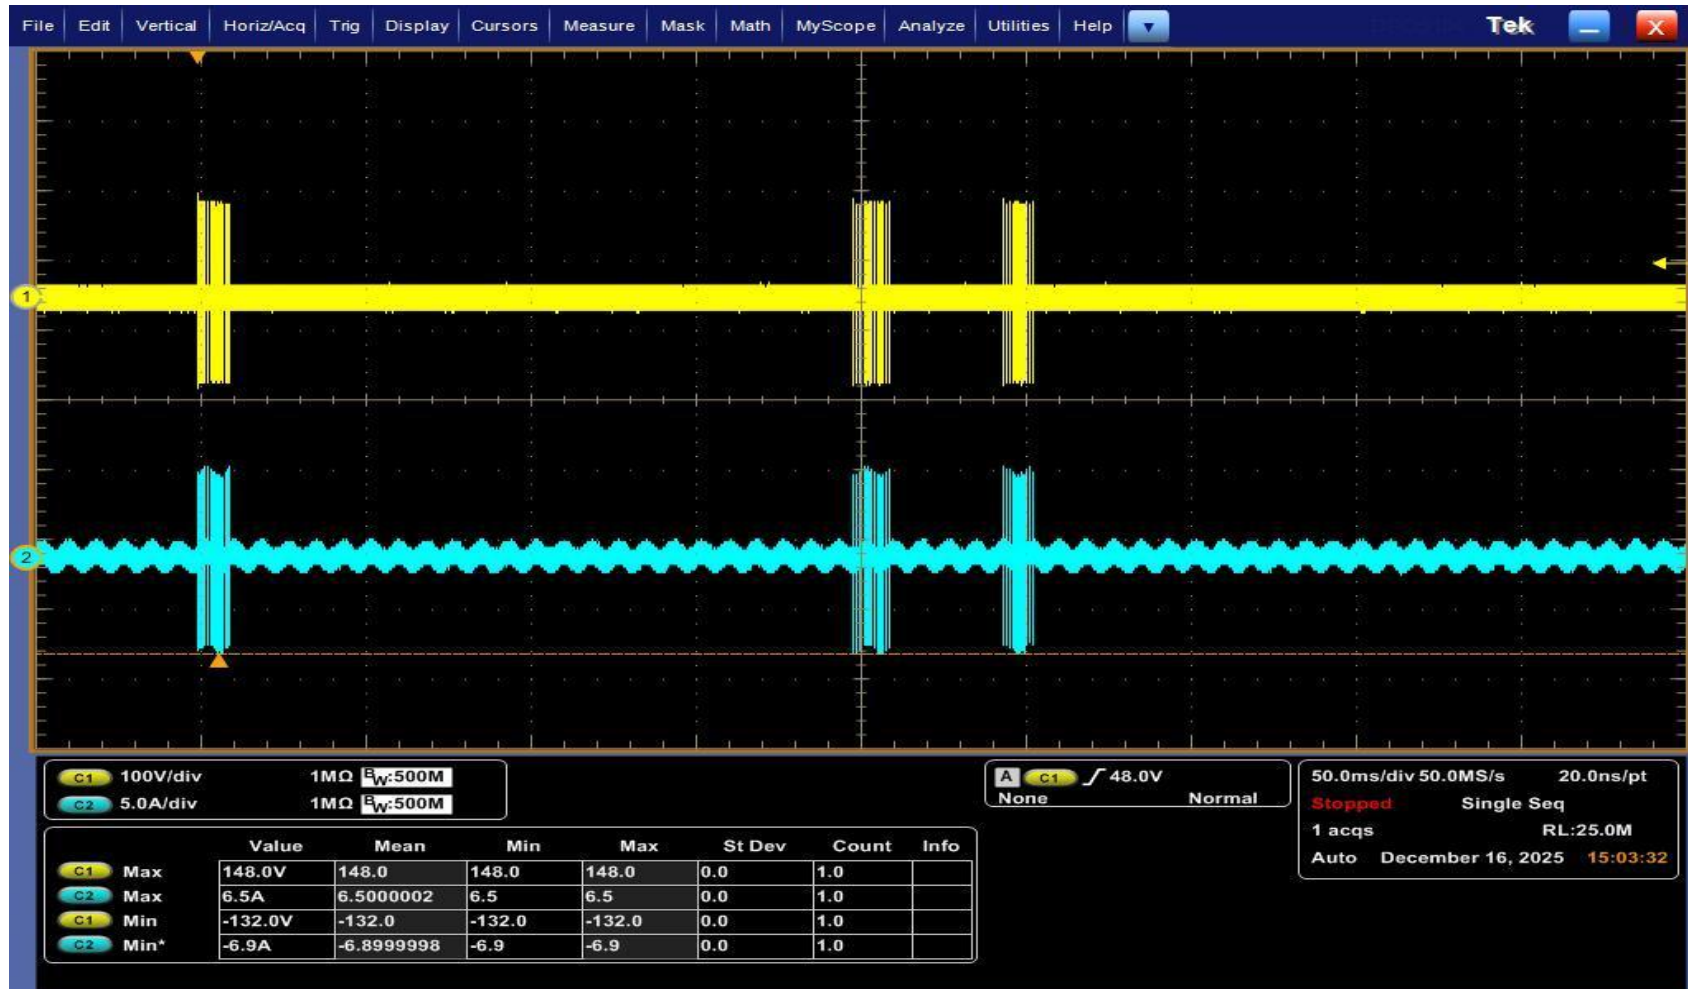 File Edit Vertical Horiz/Acq Trig Display Cursors Measure Mask Math MyScope Analyze Utilities Help Tek X
1
2
C1 100V/div 1MΩ BW:500M
C2 5.0A/div 1MΩ BW:500M
A C1 48.0V
None Normal
50.0ms/div 50.0MS/s 20.0ns/pt
Stopped Single Seq
1 acqs RL:25.0M
Auto December 16, 2025 15:03:32
Value Mean Min Max St Dev Count Info
C1 Max 148.0V 148.0 148.0 148.0 0.0 1.0
C2 Max 6.5A 6.5000002 6.5 6.5 0.0 1.0
C1 Min -132.0V -132.0 -132.0 -132.0 0.0 1.0
C2 Min* -6.9A -6.8999998 -6.9 -6.9 0.0 1.0